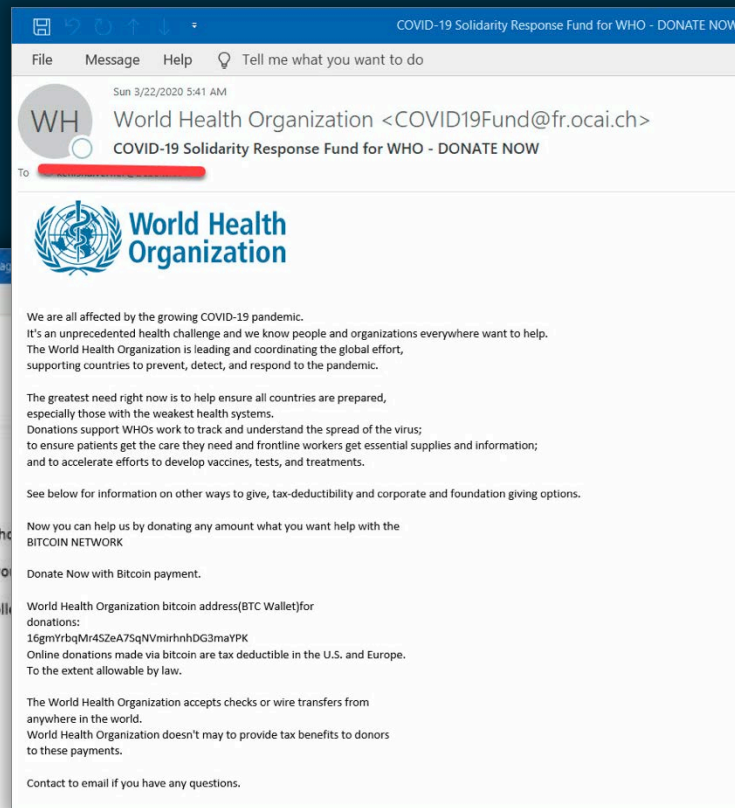 COVID-19 Solidarity Response Fund for WHO - DONATE NOW
File Message Help Tell me what you want to do
Sun 3/22/2020 5:41 AM
WH
World Health Organization <COVID19Fund@fr.ocai.ch>
COVID-19 Solidarity Response Fund for WHO - DONATE NOW
To
World Health
Organization
We are all affected by the growing COVID-19 pandemic.
It's an unprecedented health challenge and we know people and organizations everywhere want to help.
The World Health Organization is leading and coordinating the global effort,
supporting countries to prevent, detect, and respond to the pandemic.
The greatest need right now is to help ensure all countries are prepared,
especially those with the weakest health systems.
Donations support WHOs work to track and understand the spread of the virus;
to ensure patients get the care they need and frontline workers get essential supplies and information;
and to accelerate efforts to develop vaccines, tests, and treatments.
See below for information on other ways to give, tax-deductibility and corporate and foundation giving options.
Now you can help us by donating any amount what you want help with the
BITCOIN NETWORK
Donate Now with Bitcoin payment.
World Health Organization bitcoin address(BTC Wallet)for
donations:
16gmYrbqMr4SZeA7SqNVmirhnhDG3maYPK
Online donations made via bitcoin are tax deductible in the U.S. and Europe.
To the extent allowable by law.
The World Health Organization accepts checks or wire transfers from
anywhere in the world.
World Health Organization doesn't may to provide tax benefits to donors
to these payments.
Contact to email if you have any questions.